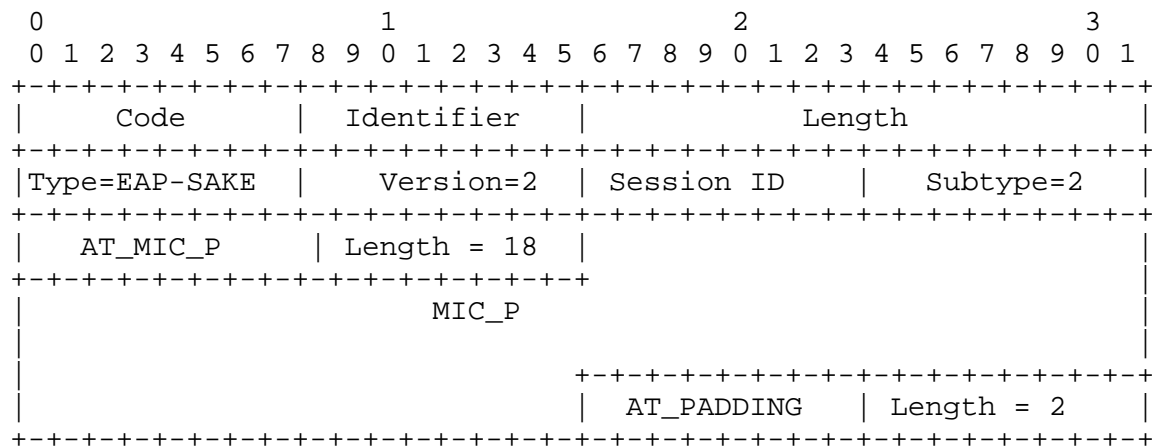 0                   1                   2                   3
 0 1 2 3 4 5 6 7 8 9 0 1 2 3 4 5 6 7 8 9 0 1 2 3 4 5 6 7 8 9 0 1
+-+-+-+-+-+-+-+-+-+-+-+-+-+-+-+-+-+-+-+-+-+-+-+-+-+-+-+-+-+-+-+-+
|     Code      |  Identifier   |            Length             |
+-+-+-+-+-+-+-+-+-+-+-+-+-+-+-+-+-+-+-+-+-+-+-+-+-+-+-+-+-+-+-+-+
|Type=EAP-SAKE  |    Version=2  | Session ID    |   Subtype=2   |
+-+-+-+-+-+-+-+-+-+-+-+-+-+-+-+-+-+-+-+-+-+-+-+-+-+-+-+-+-+-+-+-+
|   AT_MIC_P     | Length = 18  |                               |
+-+-+-+-+-+-+-+-+-+-+-+-+-+-+-+-+                               |
|                       MIC_P                                   |
|                                                               |
|                               +-+-+-+-+-+-+-+-+-+-+-+-+-+-+-+-+
|                               |  AT_PADDING   | Length = 2    |
+-+-+-+-+-+-+-+-+-+-+-+-+-+-+-+-+-+-+-+-+-+-+-+-+-+-+-+-+-+-+-+-+